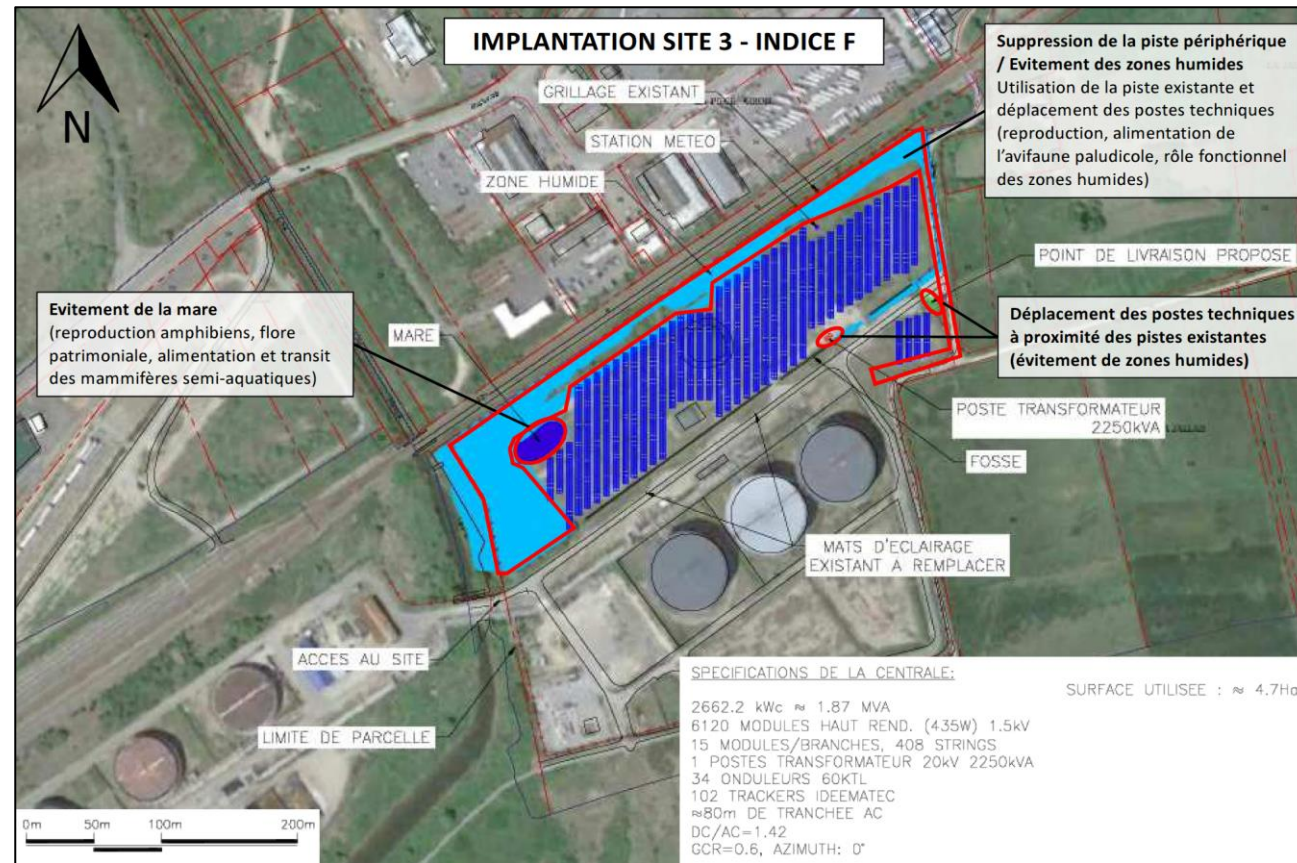 IMPLANTATION SITE 3 - INDICE F
N
Suppression de la piste périphérique
/ Evitement des zones humides
Utilisation de la piste existante et
déplacement des postes techniques
(reproduction, alimentation de
l'avifaune paludicole, rôle fonctionnel
des zones humides)
GRILLAGE EXISTANT
STATION METEO
ZONE HUMIDE
POINT DE LIVRAISON PROPOSE
Evitement de la mare
(reproduction amphibiens, flore
patrimoniale, alimentation et transit
des mammifères semi-aquatiques)
MARE
Déplacement des postes techniques
à proximité des pistes existantes
(évitement de zones humides)
POSTE TRANSFORMATEUR
2250kVA
FOSSE
MATS D'ECLAIRAGE
EXISTANT A REMPLACER
ACCES AU SITE
LIMITE DE PARCELLE
SPECIFICATIONS DE LA CENTRALE:
SURFACE UTILISEE : ≈ 4.7Ha
2662.2 kWc ≈ 1.87 MVA
6120 MODULES HAUT REND. (435W) 1.5kV
15 MODULES/BRANCHES, 408 STRINGS
1 POSTES TRANSFORMATEUR 20kV 2250kVA
34 ONDULEURS 60KTL
102 TRACKERS IDEEMATEC
≈80m DE TRANCHEE AC
DC/AC=1.42
GCR=0.6, AZIMUTH: 0°
0m 50m 100m 200m